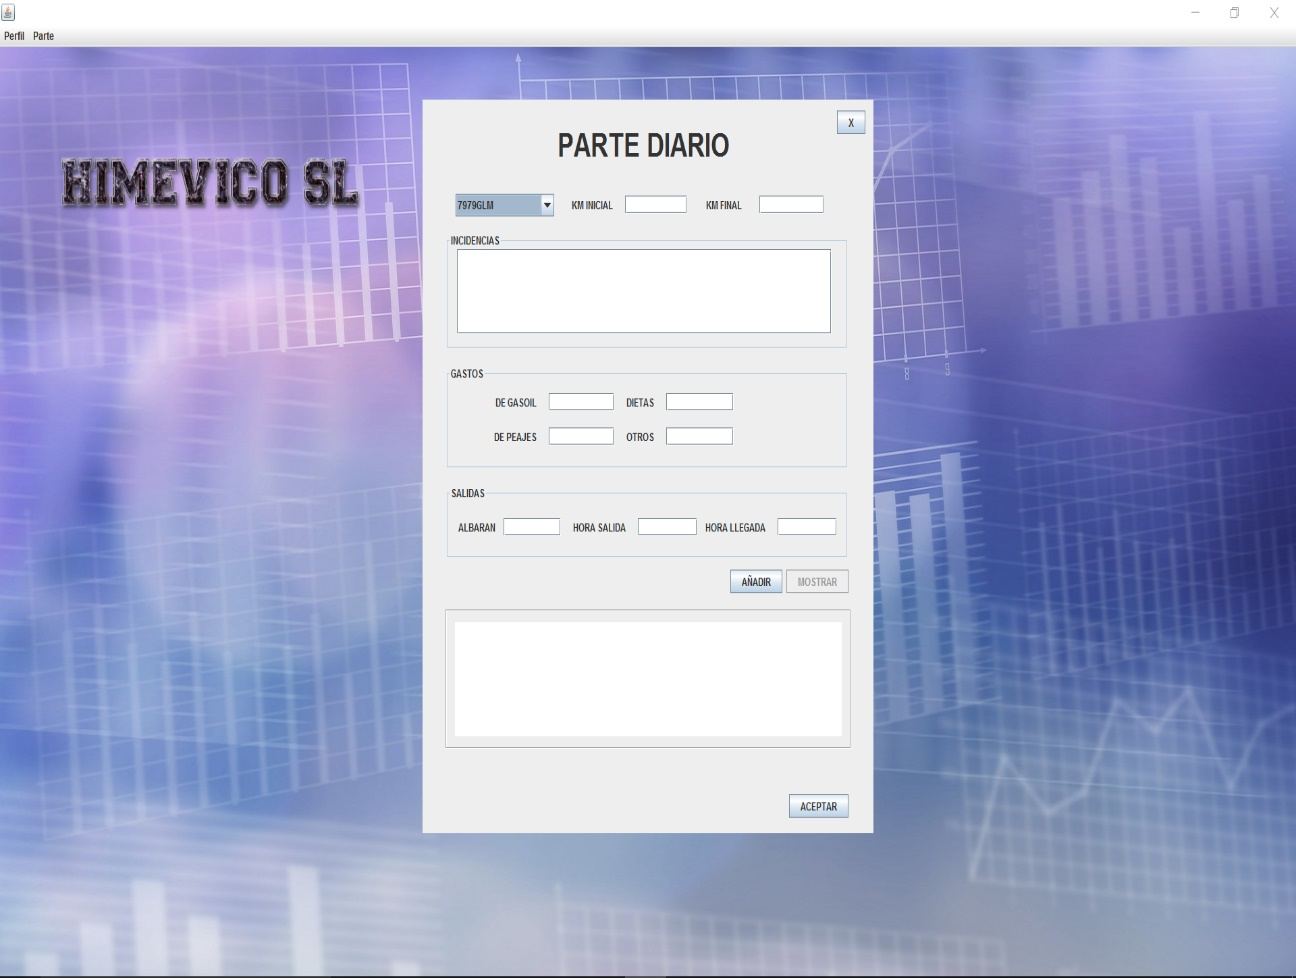 Perfil Parte
X
PARTE DIARIO
HIMEVICO SL
7979GLM KM INICIAL KM FINAL
INCIDENCIAS
GASTOS
DE GASOIL DIETAS
DE PEAJES OTROS
SALIDAS
ALBARAN HORA SALIDA HORA LLEGADA
AÑADIR MOSTRAR
ACEPTAR